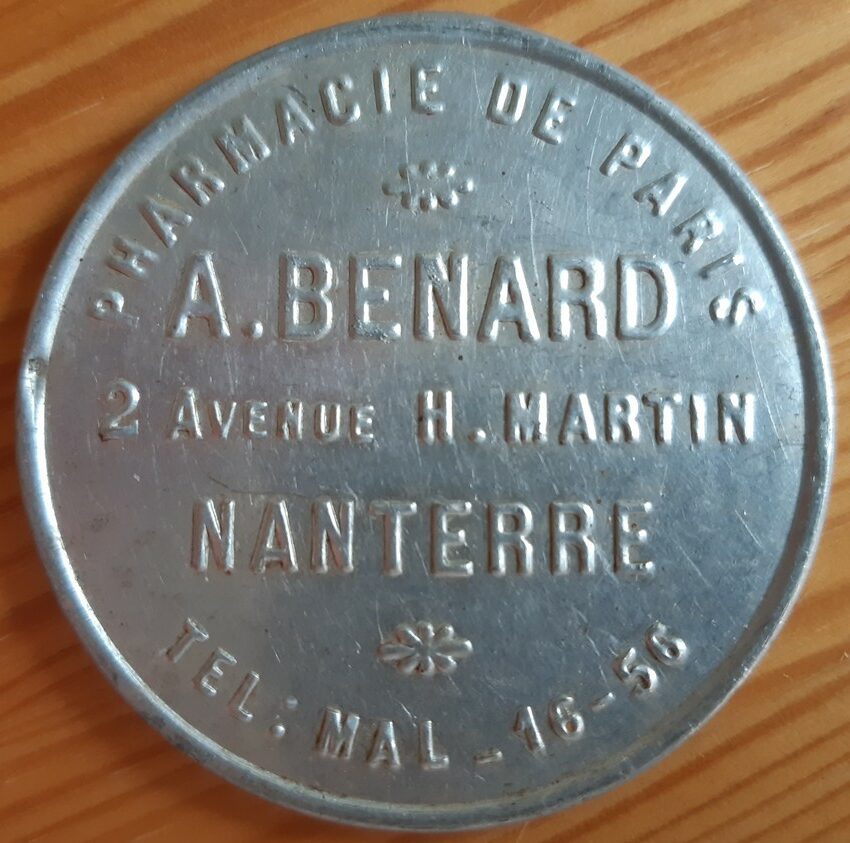 PHARMACIE DE PARIS
A. BENARD
2 AVENUE H. MARTIN
NANTERRE
TEL: MAL-16-56